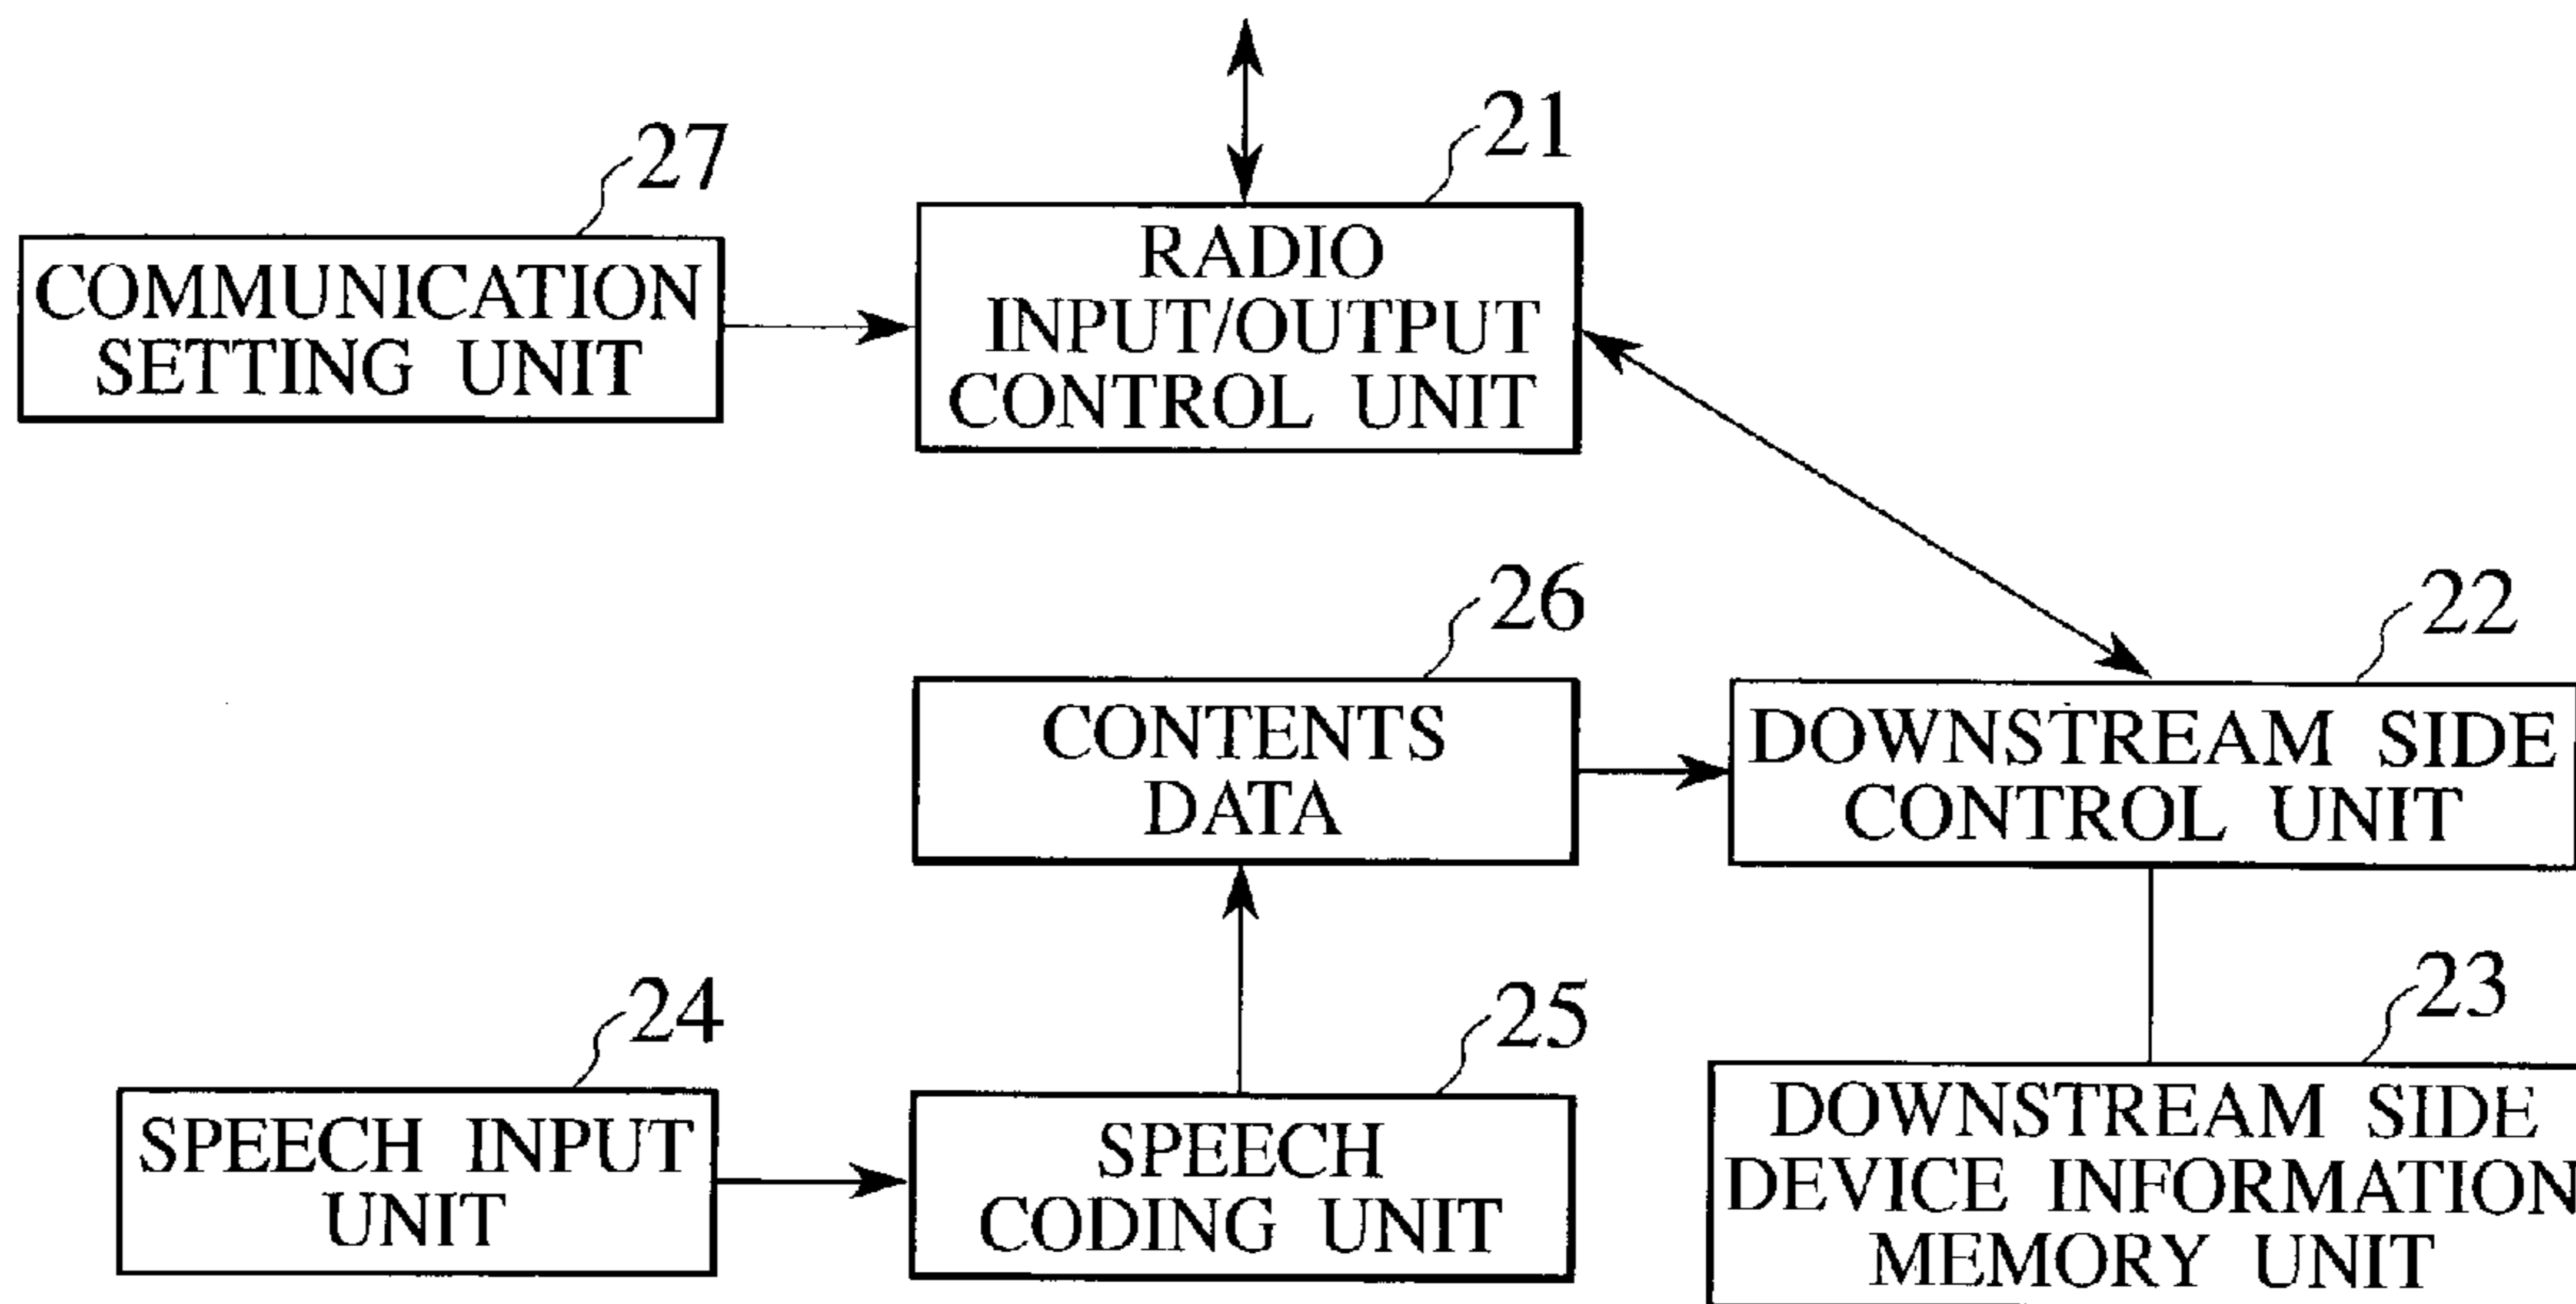 27
COMMUNICATION
SETTING UNIT
21
RADIO
INPUT/OUTPUT
CONTROL UNIT
26
CONTENTS
DATA
22
DOWNSTREAM SIDE
CONTROL UNIT
24
SPEECH INPUT
UNIT
25
SPEECH
CODING UNIT
23
DOWNSTREAM SIDE
DEVICE INFORMATION
MEMORY UNIT